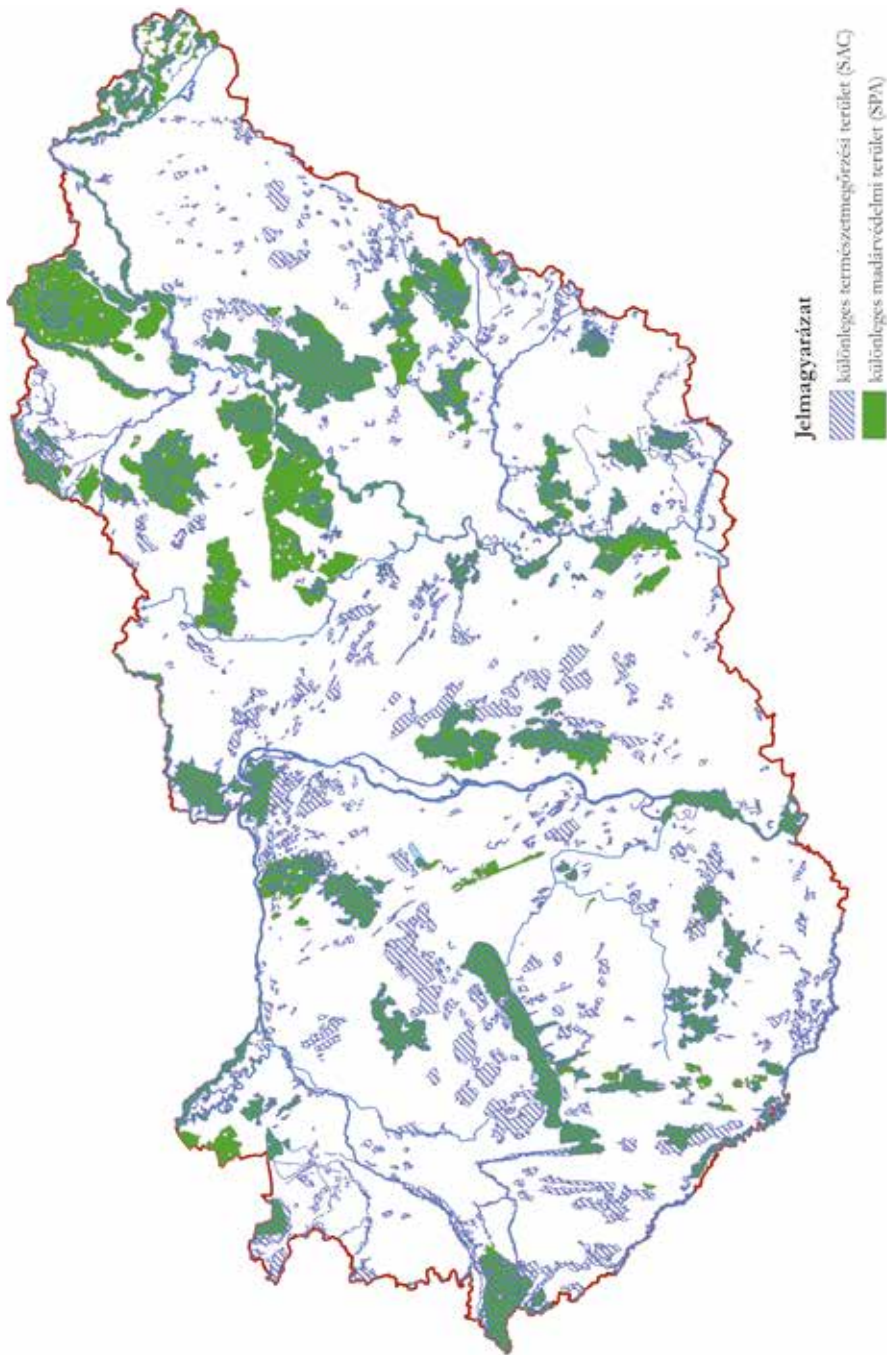 Jelmagyarázat
különleges természetmegőrzési terület (SAC)
különleges madárvédelmi terület (SPA)